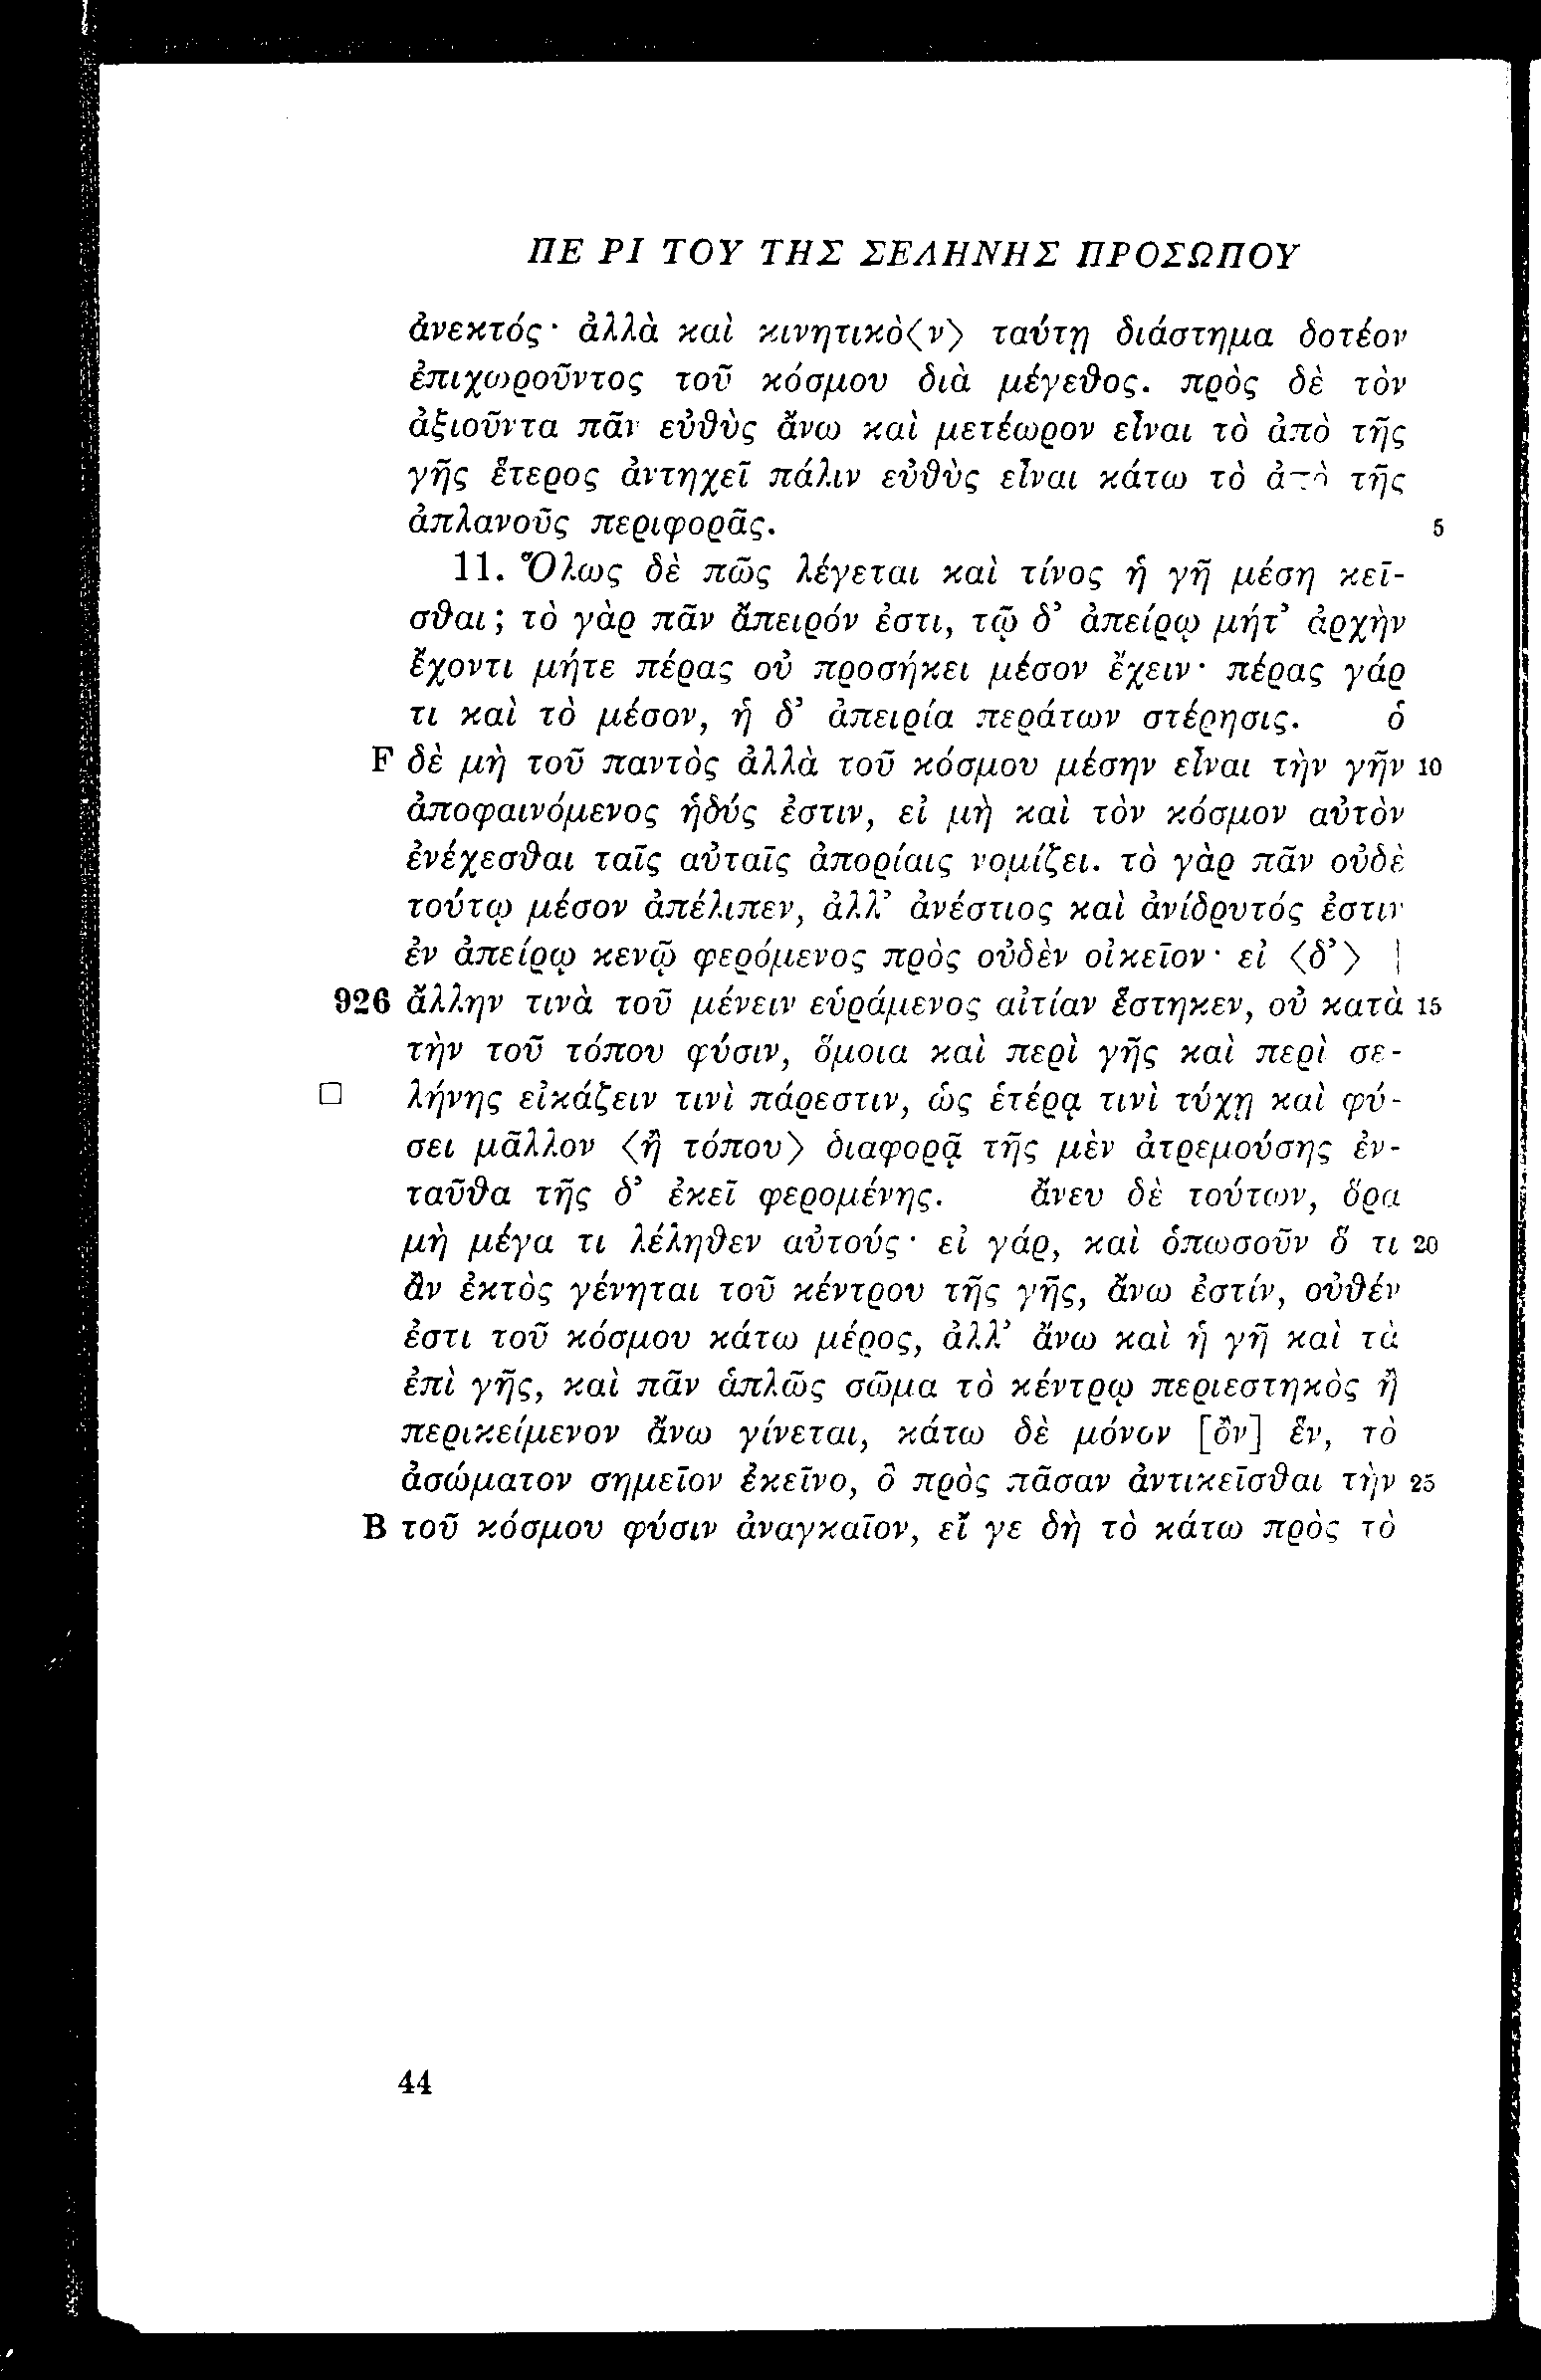 ΠΕ ΡΙ ΤΟΥ ΤΗΣ ΣΕΛΗΝΗΣ ΠΡΟΣΩΠΟΥ
ἀνεκτός· ἀλλὰ καὶ κινητικὸ⟨ν⟩ ταύτῃ διάστημα δοτέον
ἐπιχωροῦντος τοῦ κόσμου διὰ μέγεθος. πρὸς δὲ τὸν
ἀξιοῦντα πᾶν εὐθὺς ἄνω καὶ μετέωρον εἶναι τὸ ἀπὸ τῆς
γῆς ἕτερος ἀντηχεῖ πάλιν εὐθὺς εἶναι κάτω τὸ ἀπὸ τῆς
ἀπλανοῦς περιφορᾶς. 5
11. Ὅλως δὲ πῶς λέγεται καὶ τίνος ἡ γῆ μέση κεῖ-
σθαι; τὸ γὰρ πᾶν ἄπειρόν ἐστι, τῷ δ’ ἀπείρῳ μήτ’ ἀρχὴν
ἔχοντι μήτε πέρας οὐ προσήκει μέσον ἔχειν· πέρας γάρ
τι καὶ τὸ μέσον, ἡ δ’ ἀπειρία περάτων στέρησις. ὁ
F δὲ μὴ τοῦ παντὸς ἀλλὰ τοῦ κόσμου μέσην εἶναι τὴν γῆν 10
ἀποφαινόμενος ἡδύς ἐστιν, εἰ μὴ καὶ τὸν κόσμον αὐτὸν
ἐνέχεσθαι ταῖς αὐταῖς ἀπορίαις νομίζει. τὸ γὰρ πᾶν οὐδὲ
τούτῳ μέσον ἀπέλιπεν, ἀλλ’ ἀνέστιος καὶ ἀνίδρυτός ἐστιν
ἐν ἀπείρῳ κενῷ φερόμενος πρὸς οὐδὲν οἰκεῖον· εἰ ⟨δ’⟩ |
926 ἄλλην τινὰ τοῦ μένειν εὑράμενος αἰτίαν ἕστηκεν, οὐ κατὰ 15
τὴν τοῦ τόπου φύσιν, ὅμοια καὶ περὶ γῆς καὶ περὶ σε-
□ λήνης εἰκάζειν τινὶ πάρεστιν, ὡς ἑτέρᾳ τινὶ τύχῃ καὶ φύ-
σει μᾶλλον ⟨ἢ τόπου⟩ διαφορᾷ τῆς μὲν ἀτρεμούσης ἐν-
ταῦθα τῆς δ’ ἐκεῖ φερομένης. ἄνευ δὲ τούτων, ὅρα
μὴ μέγα τι λέληθεν αὐτούς· εἰ γάρ, καὶ ὁπωσοῦν ὅ τι 20
ἂν ἐκτὸς γένηται τοῦ κέντρου τῆς γῆς, ἄνω ἐστίν, οὐθέν
ἐστι τοῦ κόσμου κάτω μέρος, ἀλλ’ ἄνω καὶ ἡ γῆ καὶ τὰ
ἐπὶ γῆς, καὶ πᾶν ἁπλῶς σῶμα τὸ κέντρῳ περιεστηκὸς ἢ
περικείμενον ἄνω γίνεται, κάτω δὲ μόνον [ὂν] ἕν, τὸ
ἀσώματον σημεῖον ἐκεῖνο, ὃ πρὸς πᾶσαν ἀντικεῖσθαι τὴν 25
B τοῦ κόσμου φύσιν ἀναγκαῖον, εἴ γε δὴ τὸ κάτω πρὸς τὸ
44